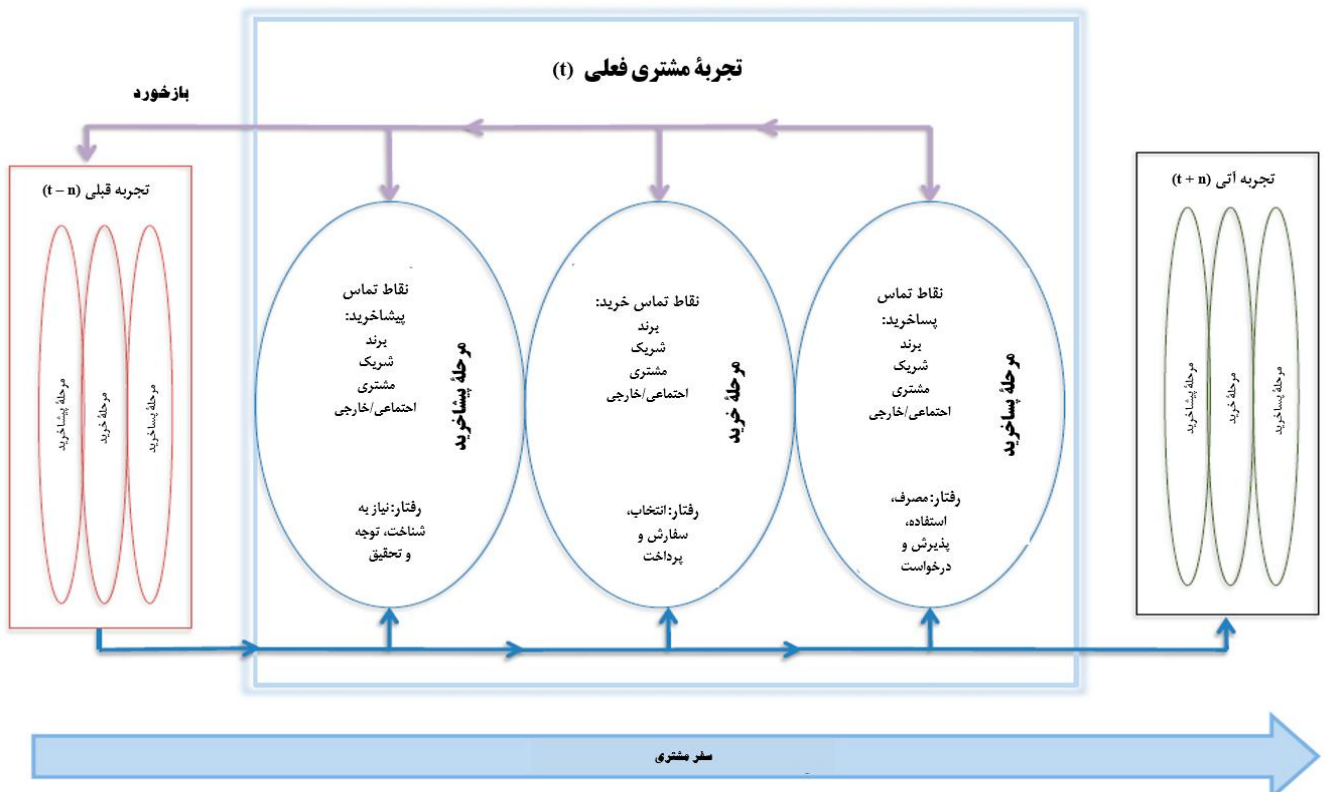 تجربهٔ مشتری فعلی (t)
بازخورد
تجربه قبلی (t – n)
مرحلهٔ پیشاخرید
مرحلهٔ خرید
مرحلهٔ پساخرید
نقاط تماس
پیشاخرید:
برند
شریک
مشتری
احتماعی/خارجی
مرحلهٔ پیشاخرید
رفتار: نیاز به
شناخت، توجه
و تحقیق
نقاط تماس خرید:
برند
شریک
مشتری
احتماعی/خارجی
مرحلهٔ خرید
رفتار: انتخاب،
سفارش و
پرداخت
نقاط تماس
پساخرید:
برند
شریک
مشتری
احتماعی/خارجی
مرحلهٔ پساخرید
رفتار: مصرف،
استفاده،
پذیرش و
درخواست
تجربه آتی (t + n)
مرحلهٔ پیشاخرید
مرحلهٔ خرید
مرحلهٔ پساخرید
سفر مشتری